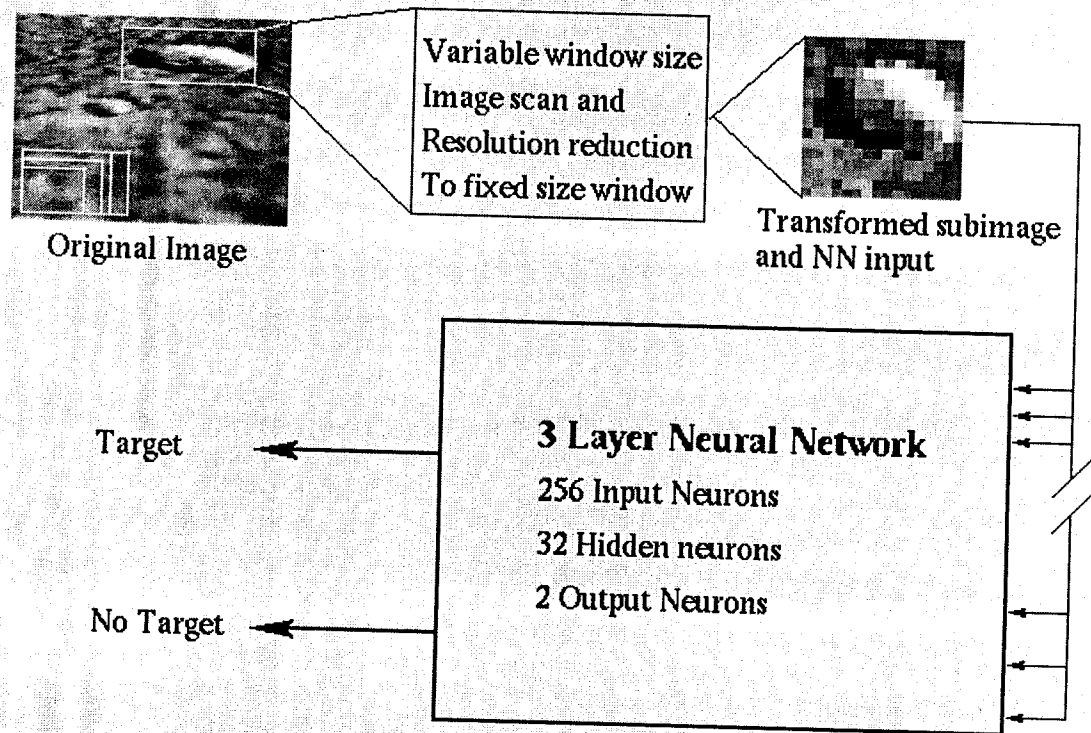 Variable window size
Image scan and
Resolution reduction
To fixed size window
Original Image
Transformed subimage
and NN input
3 Layer Neural Network
256 Input Neurons
32 Hidden neurons
2 Output Neurons
Target
No Target